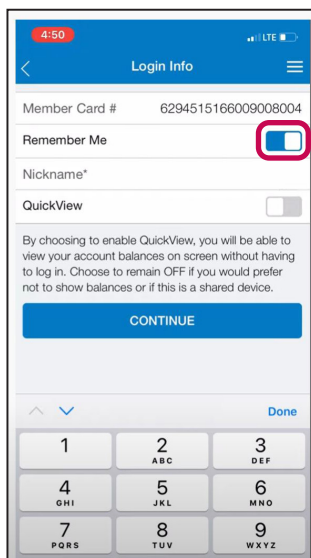 4:50
LTE
Login Info
Member Card # 6294515166009008004
Remember Me
Nickname*
QuickView
By choosing to enable QuickView, you will be able to
view your account balances on screen without having
to log in. Choose to remain OFF if you would prefer
not to show balances or if this is a shared device.
CONTINUE
Done
1 2 3
ABC DEF
4 5 6
GHI JKL MNO
7 8 9
PQRS TUV WXYZ